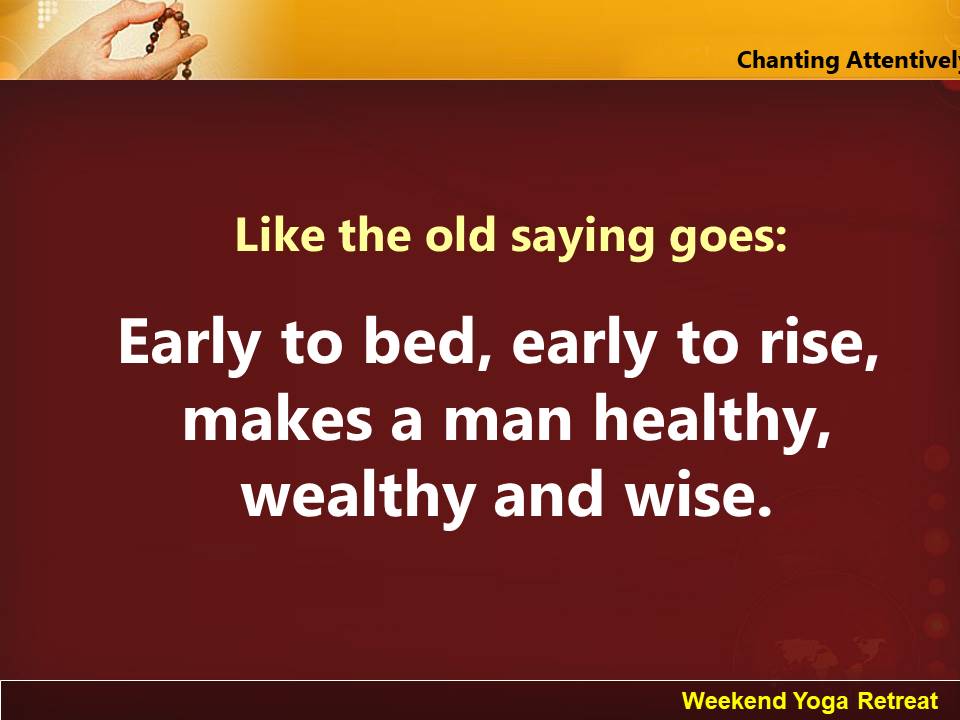 Chanting Attentively
Like the old saying goes:
Early to bed, early to rise,
makes a man healthy,
wealthy and wise.
Weekend Yoga Retreat